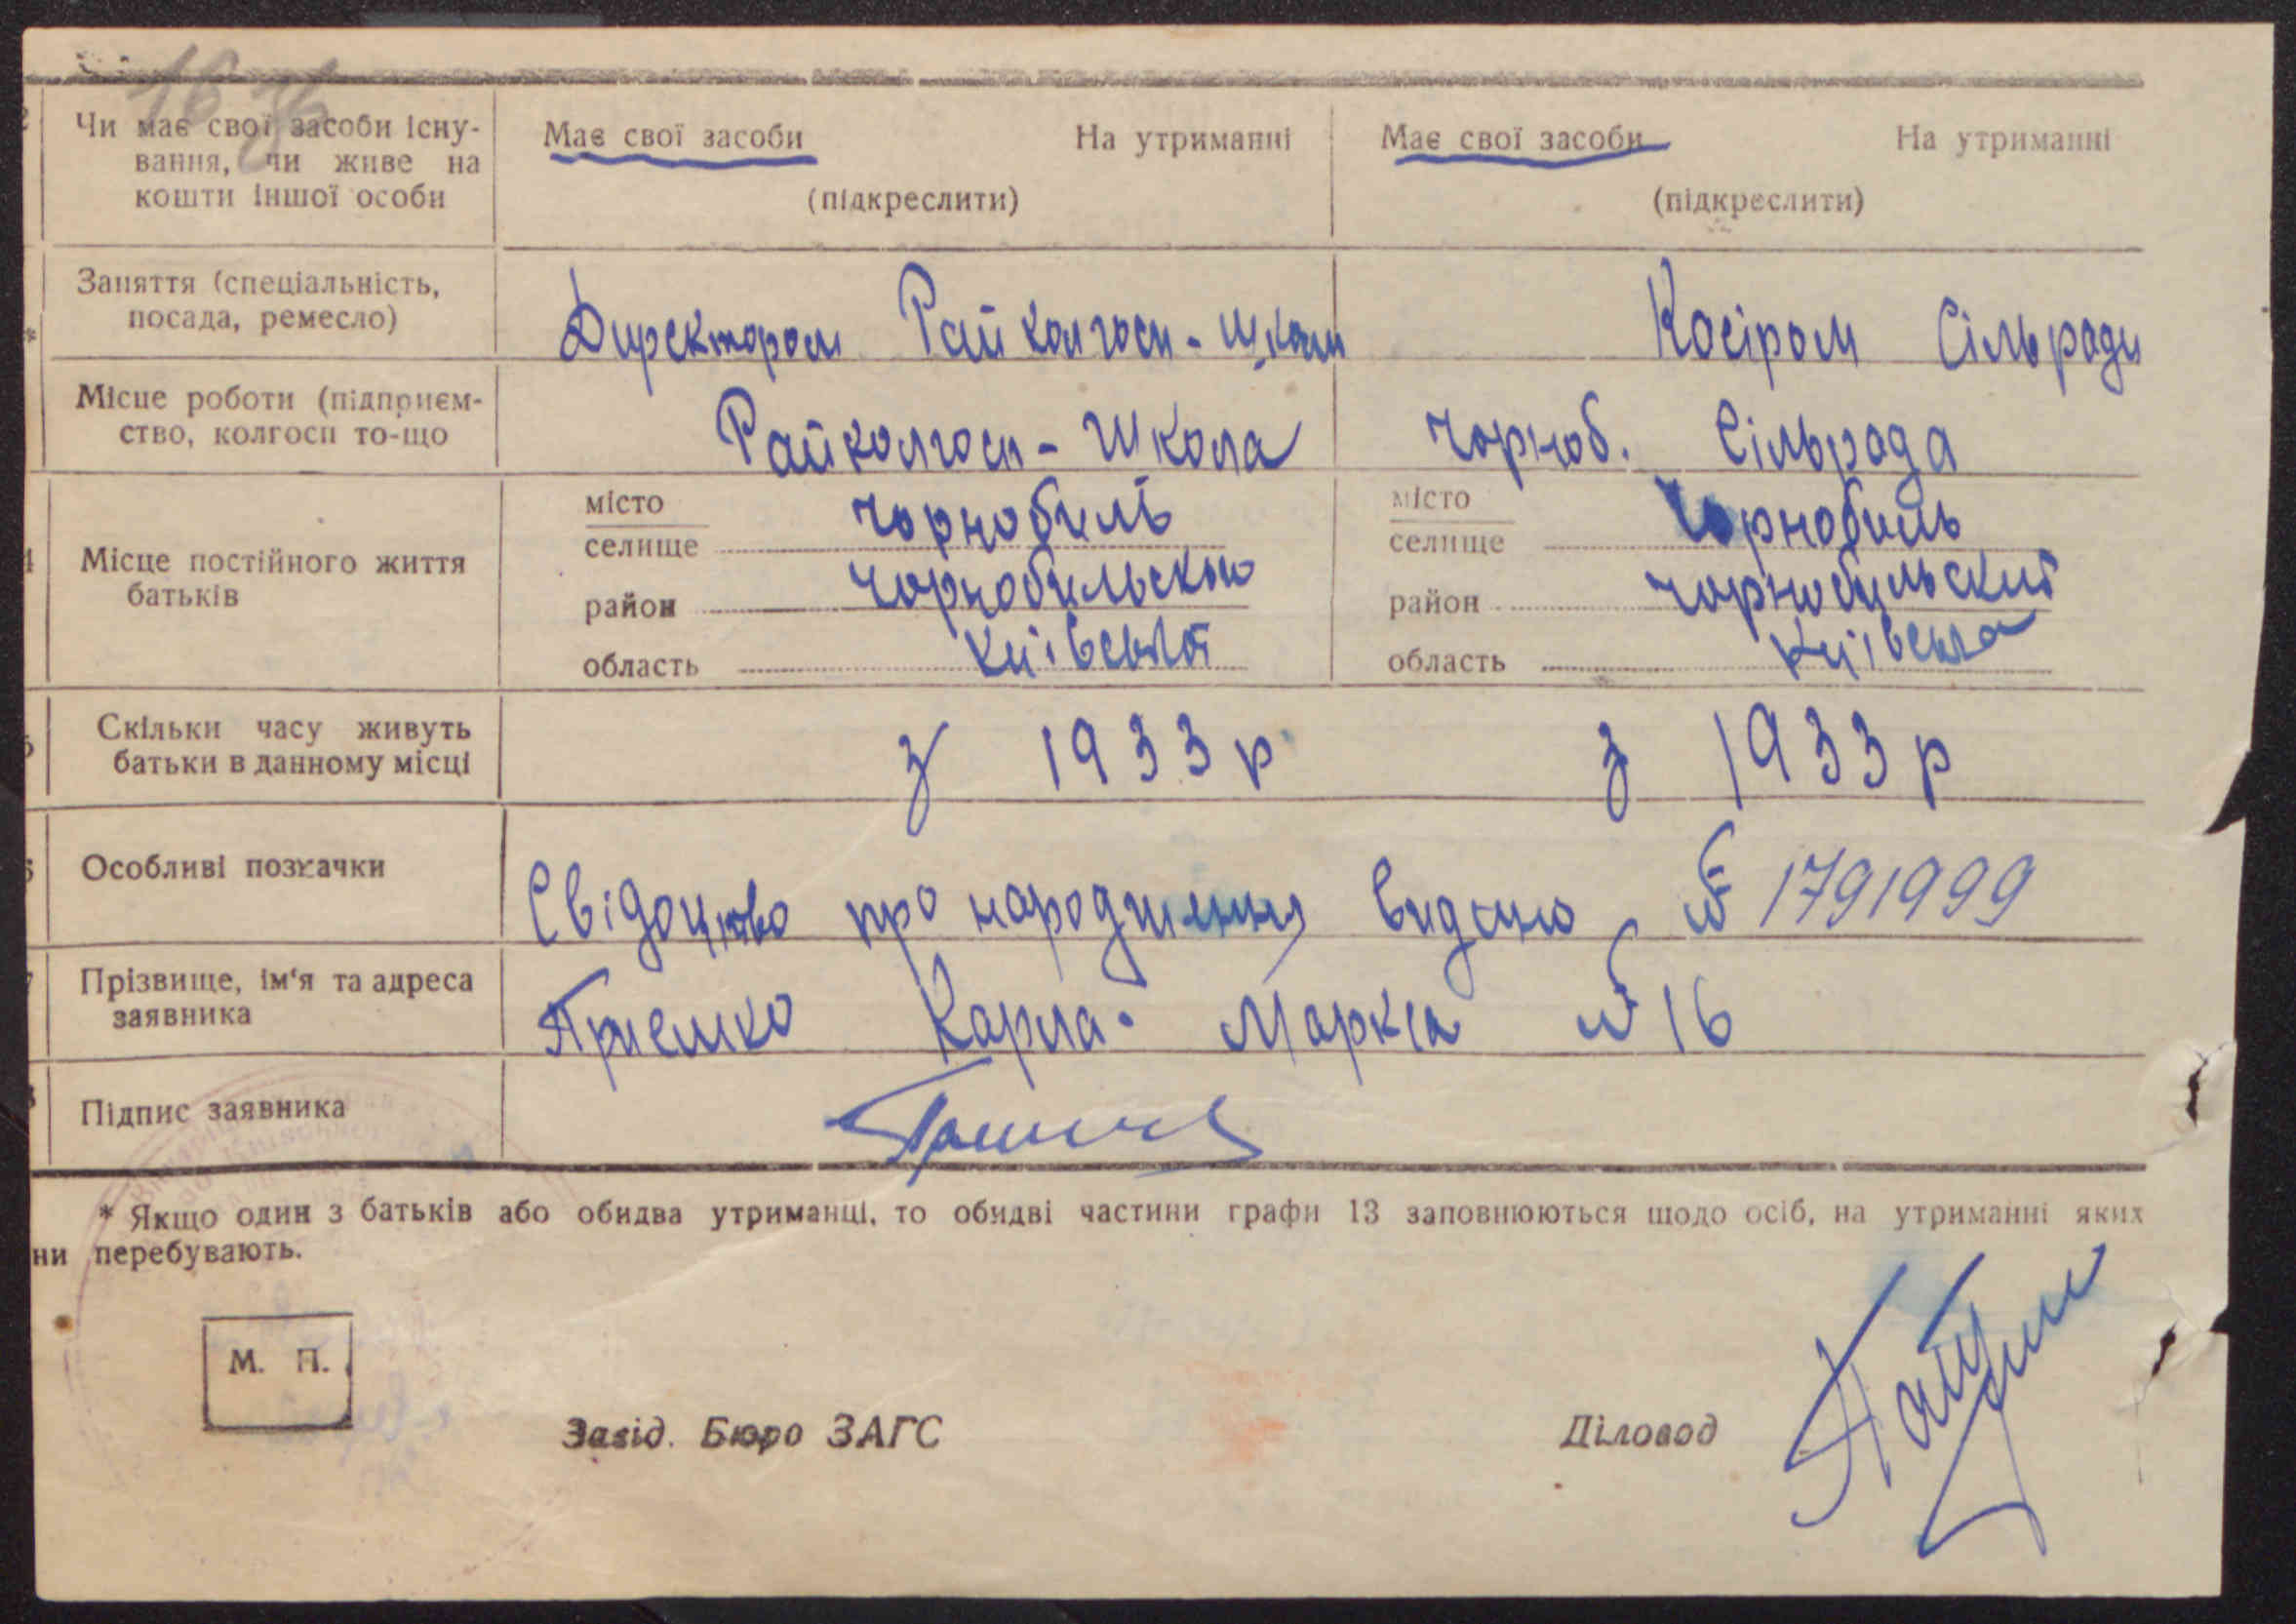 Чи має свої засоби існу-
вання, чи живе на
кошти іншої особи
Має свої засоби На утриманні Має свої засоби На утриманні
(підкреслити) (підкреслити)
Заняття (спеціальність,
посада, ремесло)
Директором Райколгосп-Школи Касіром Сільради
Місце роботи (підприєм-
ство, колгосп то-що
Райколгосп-Школа Чорноб. Сільрада
4 Місце постійного життя
батьків
місто
селище Чорнобиль
район Чорнобильською
область Київської
місто
селище Чорнобиль
район Чорнобильский
область Київська
Скільки часу живуть
батьки в данному місці
з 1933 р з 1933 р
Особливі позначки
Свідоцтво про народження видано № 1791999
Прізвище, ім'я та адреса
заявника
Приемко Карла-Маркса № 16
Підпис заявника
* Якщо один з батьків або обидва утриманці, то обидві частини графи 13 заповнюються щодо осіб, на утриманні яких
ни перебувають.
М. П.
Завід. Бюро ЗАГС Діловод